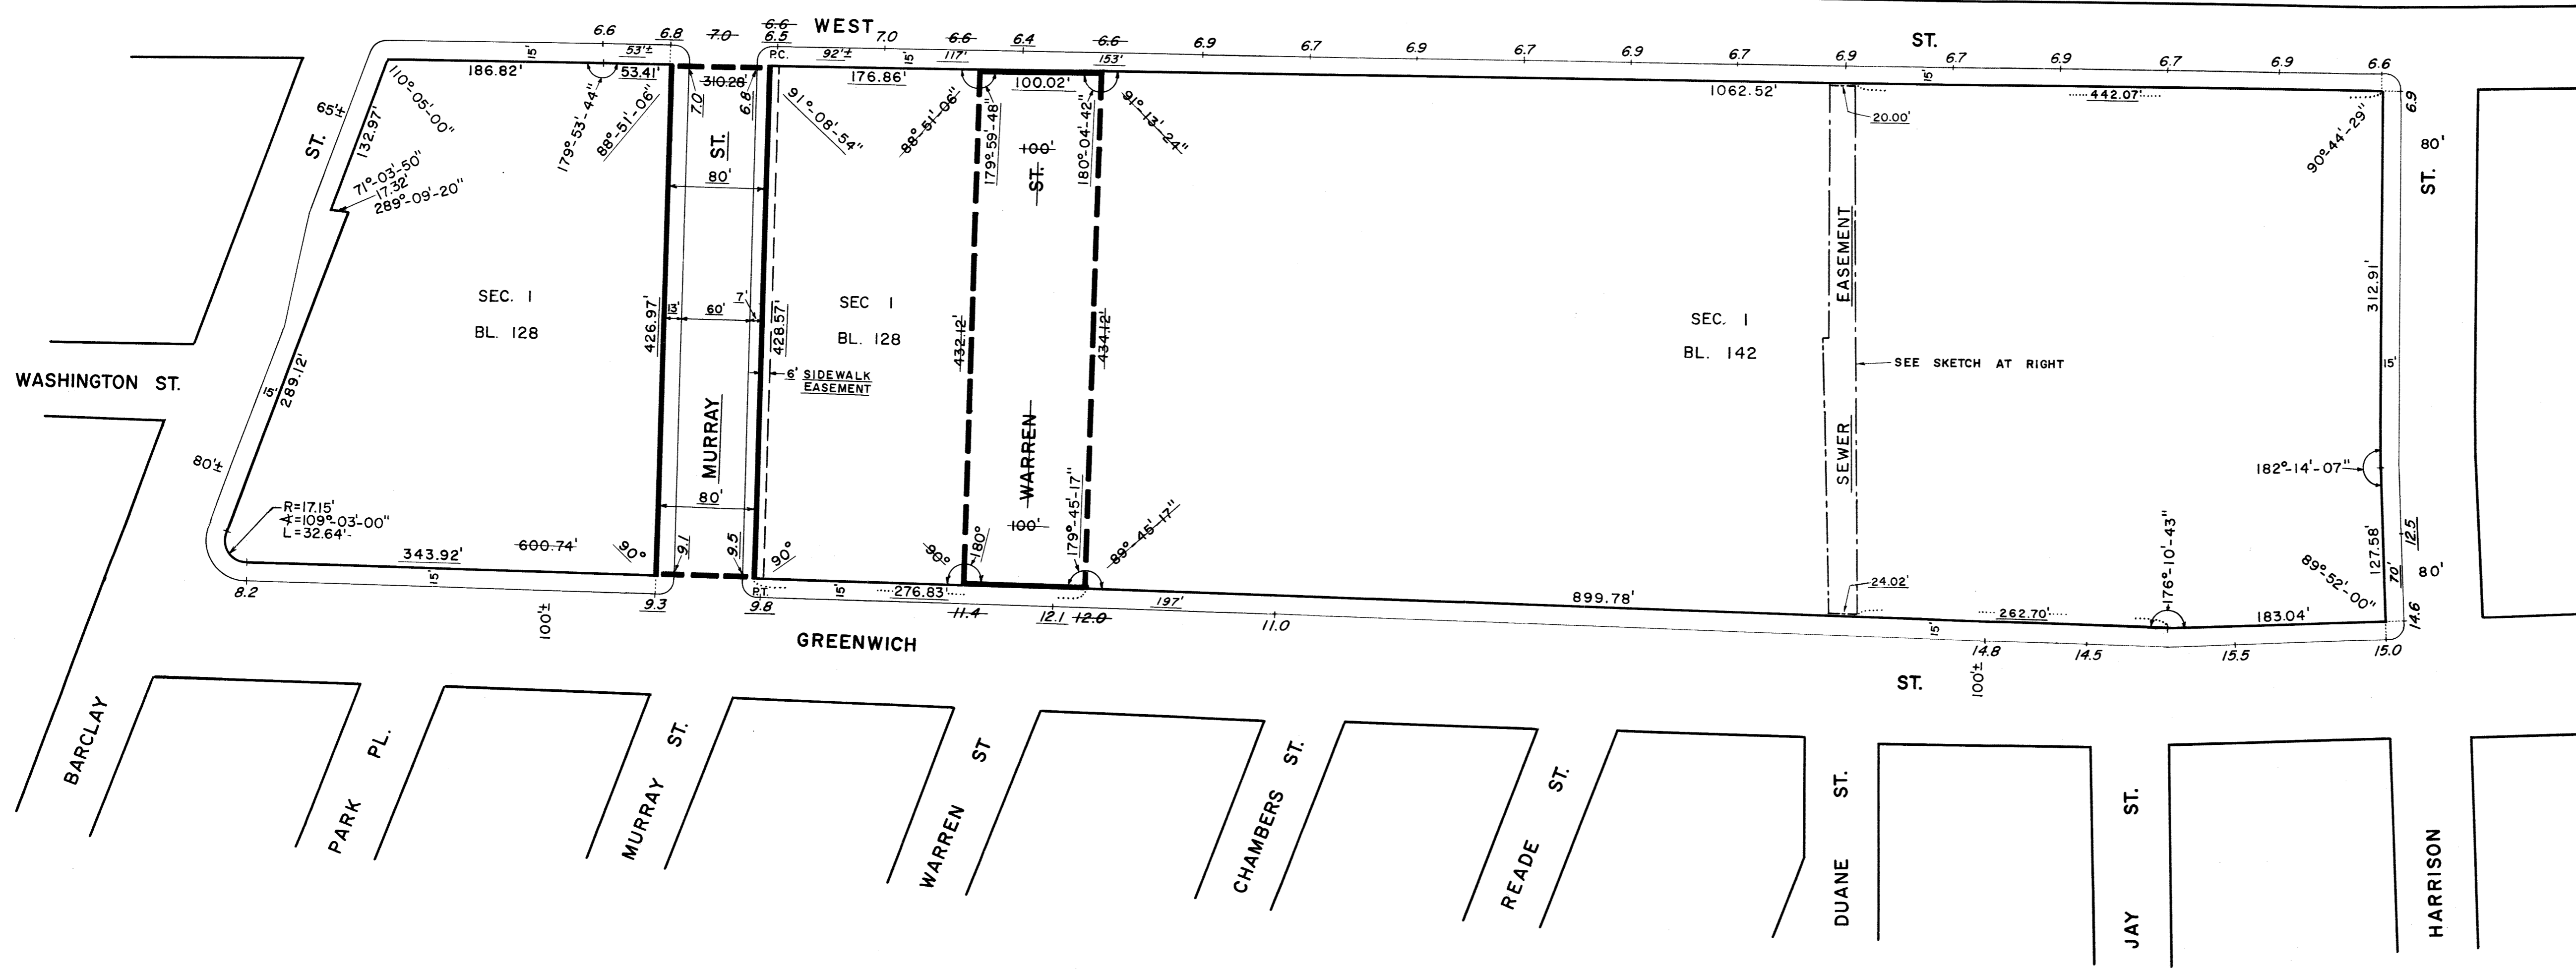 WEST ST.
6.6 6.8 7.0 6.6 6.5 7.0 6.6 6.4 6.6 6.9 6.7 6.9 6.7 6.9 6.7 6.9 6.7 6.9 6.7 6.9 6.6
15' 53'± P.C. 92'± 15' 117' 153' 15'
186.82' 53.41' 310.28' 176.86' 100.02' 1062.52' 442.07'
110°-05'-00"
179°-53'-44"
88°-51'-06"
7.0
6.8
91°-08'-54"
88°-51'-06"
179°-59'-48"
180°-04'-42"
91°-13'-24"
20.00'
90°-44'-29"
6.9
80'
ST.
65'±
ST.
132.97'
71°-03'-50"
17.32'
289°-09'-20"
ST.
80'
100'
ST.
SEC. 1
BL. 128
426.97'
13' 60' 7'
428.57'
SEC 1
BL. 128
6' SIDEWALK
EASEMENT
432.12'
434.12'
SEC. 1
BL. 142
EASEMENT
SEE SKETCH AT RIGHT
312.91'
15'
WASHINGTON ST.
15'
289.12'
80'±
MURRAY
80'
WARREN
100'
SEWER
182°-14'-07"
R=17.15'
∢=109°-03'-00"
L=32.64'
343.92' 600.74' 90°
9.1
9.5
90°
90°
180°
179°-45'-17"
89°-45'-17"
24.02'
176°-10'-43"
89°-52'-00"
127.58'
70'
12.5
80'
14.6
15' P.T. 15' 276.83' 197' 899.78' 15' 262.70' 183.04'
8.2 9.3 9.8 11.4 12.1 12.0 11.0 14.8 14.5 15.5 15.0
100'±
100'±
GREENWICH ST.
BARCLAY
PARK PL.
MURRAY ST.
WARREN ST
CHAMBERS ST.
READE ST.
DUANE ST.
JAY ST.
HARRISON